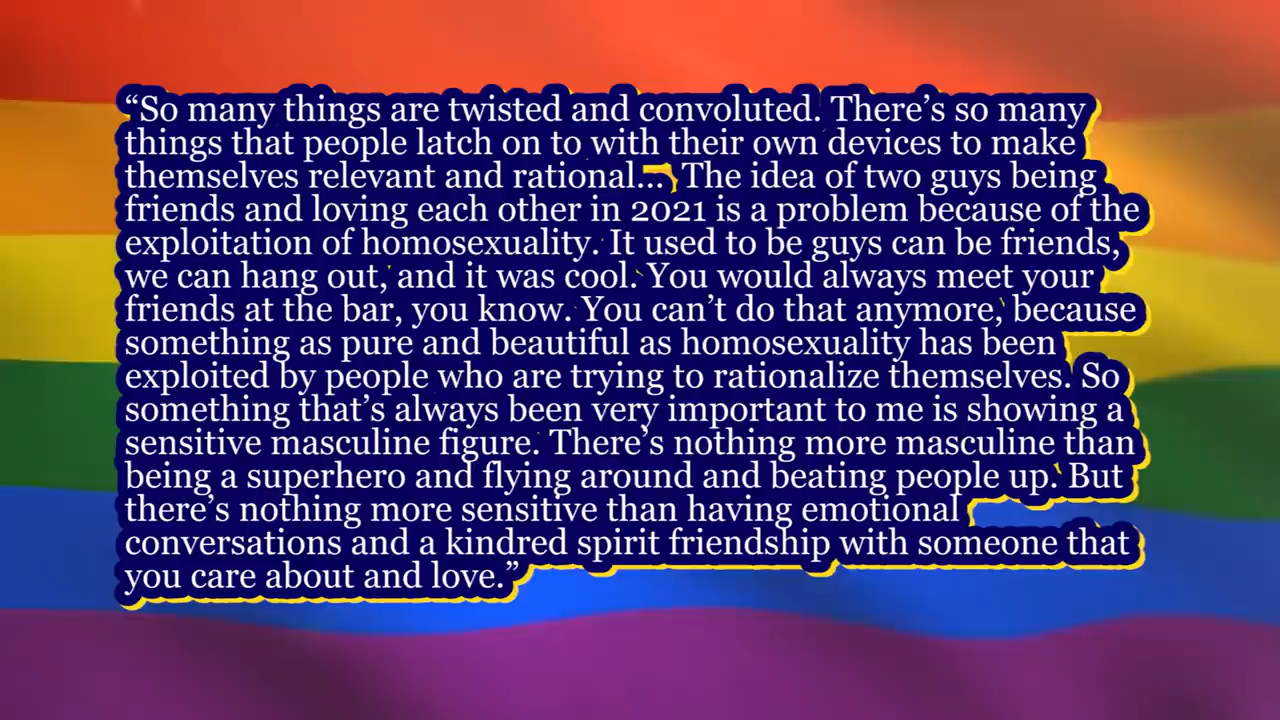 “So many things are twisted and convoluted. There’s so many
things that people latch on to with their own devices to make
themselves relevant and rational... The idea of two guys being
friends and loving each other in 2021 is a problem because of the
exploitation of homosexuality. It used to be guys can be friends,
we can hang out, and it was cool. You would always meet your
friends at the bar, you know. You can’t do that anymore, because
something as pure and beautiful as homosexuality has been
exploited by people who are trying to rationalize themselves. So
something that’s always been very important to me is showing a
sensitive masculine figure. There’s nothing more masculine than
being a superhero and flying around and beating people up. But
there’s nothing more sensitive than having emotional
conversations and a kindred spirit friendship with someone that
you care about and love.”